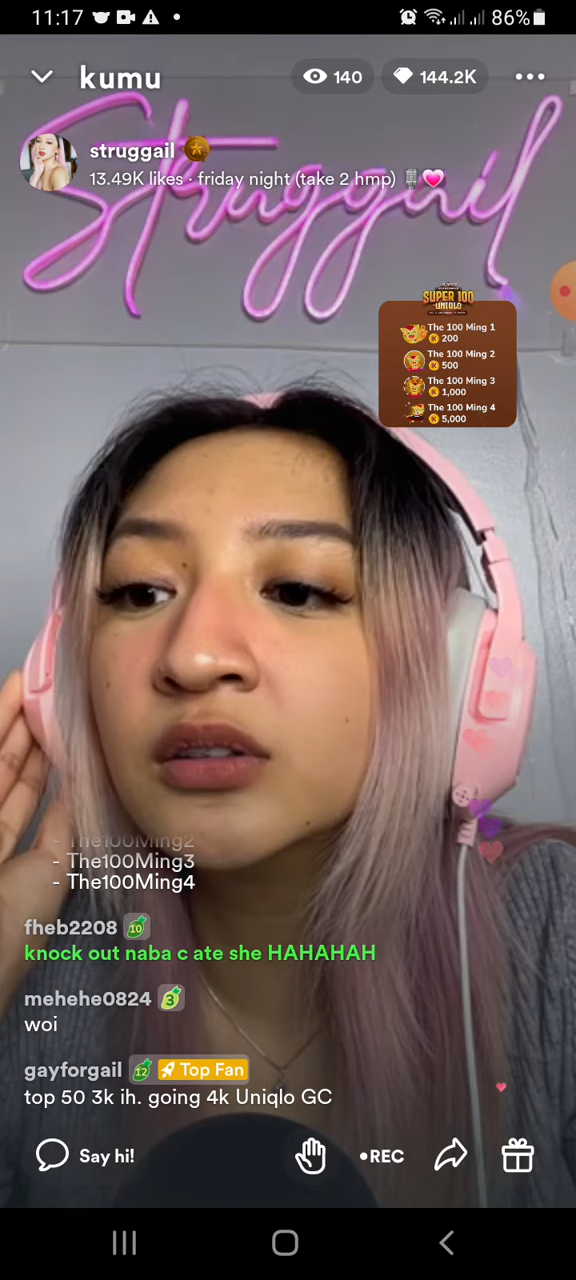 11:17
86%
kumu
140
144.2K
Struggail
struggail
13.49K likes · friday night (take 2 hmp)
SUPER 100
UNIQLO
The 100 Ming 1
200
The 100 Ming 2
500
The 100 Ming 3
1,000
The 100 Ming 4
5,000
- The100Ming2
- The100Ming3
- The100Ming4
fheb2208 10
knock out naba c ate she HAHAHAH
mehehe0824 3
woi
gayforgail 12 Top Fan
top 50 3k ih. going 4k Uniqlo GC
Say hi!
•REC